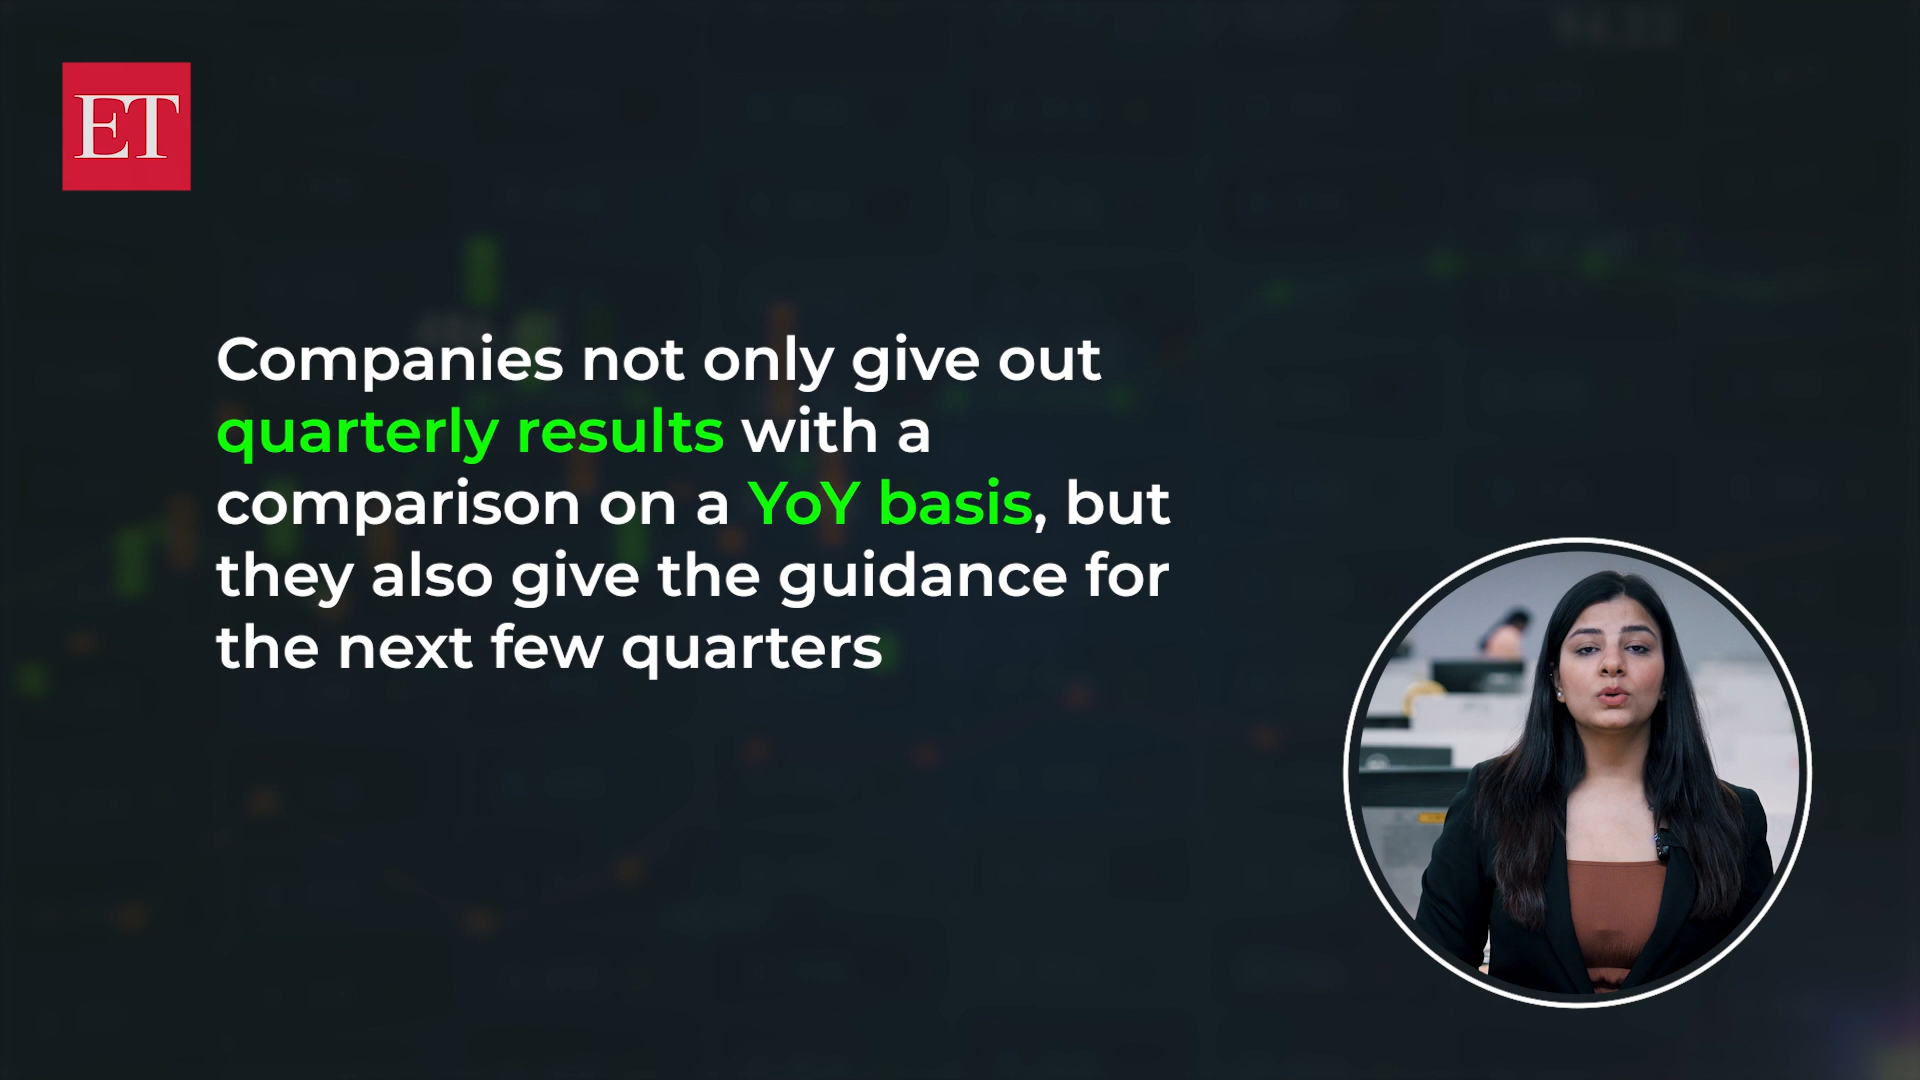 ET
Companies not only give out
quarterly results with a
comparison on a YoY basis, but
they also give the guidance for
the next few quarters